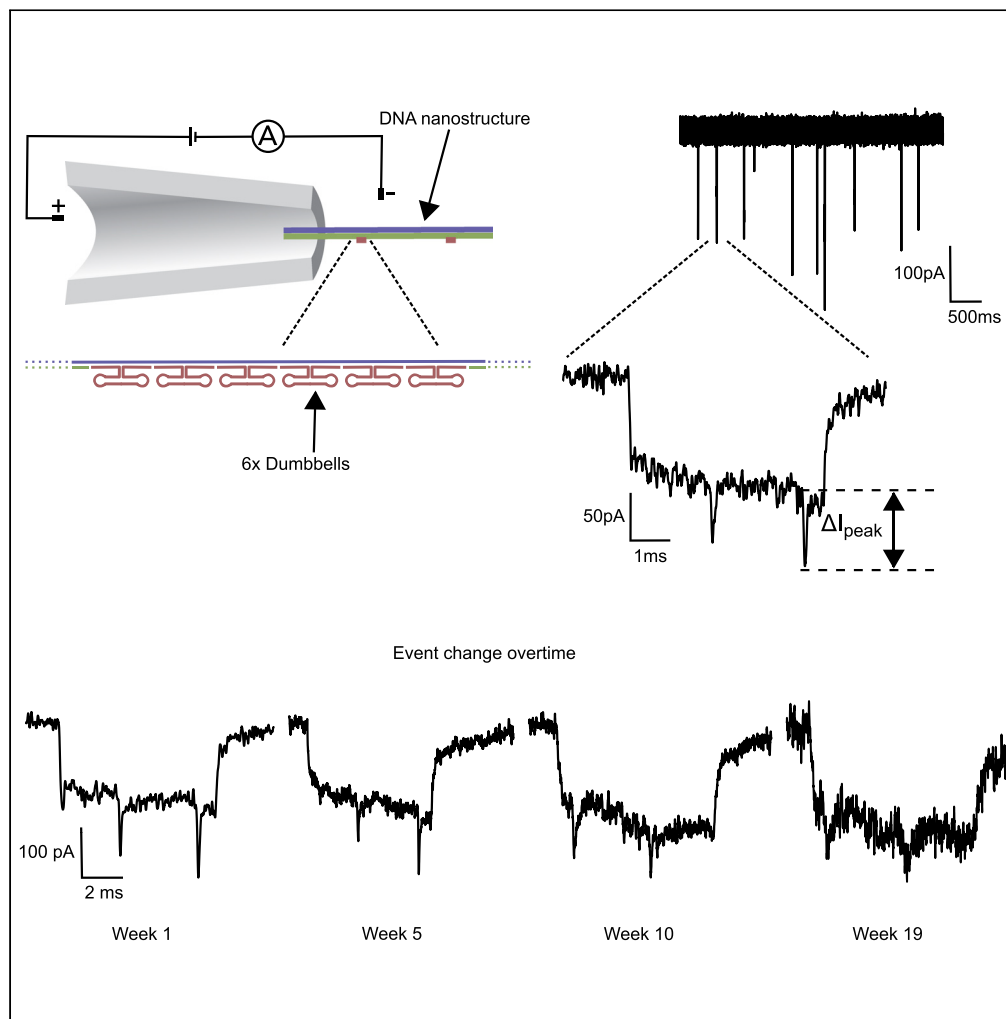 DNA nanostructure
A
+
-
100pA
500ms
6x Dumbbells
50pA
1ms
ΔIpeak
Event change overtime
100 pA
2 ms
Week 1
Week 5
Week 10
Week 19